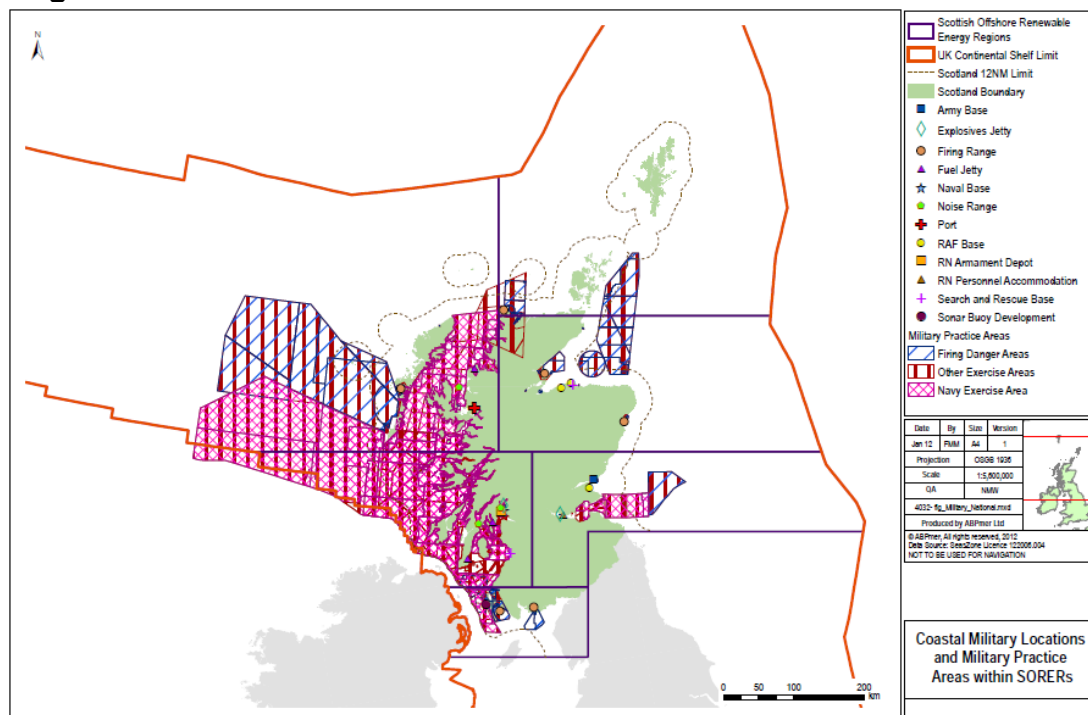 N
Scottish Offshore Renewable
Energy Regions
UK Continental Shelf Limit
Scotland 12NM Limit
Scotland Boundary
Army Base
Explosives Jetty
Firing Range
Fuel Jetty
Naval Base
Noise Range
Port
RAF Base
RN Armament Depot
RN Personnel Accommodation
Search and Rescue Base
Sonar Buoy Development
Military Practice Areas
Firing Danger Areas
Other Exercise Areas
Navy Exercise Area
Date By Size Version
Jan 12 FMM A4 1
Projection OSGB 1936
Scale 1:5,600,000
QA NMW
4032- fig_Military_National.mxd
Produced by ABPmer Ltd
© ABPmer, All rights reserved, 2012
Data Source: SeaZone Licence 122006.004
NOT TO BE USED FOR NAVIGATION
0 50 100 200
km
Coastal Military Locations
and Military Practice
Areas within SORERs